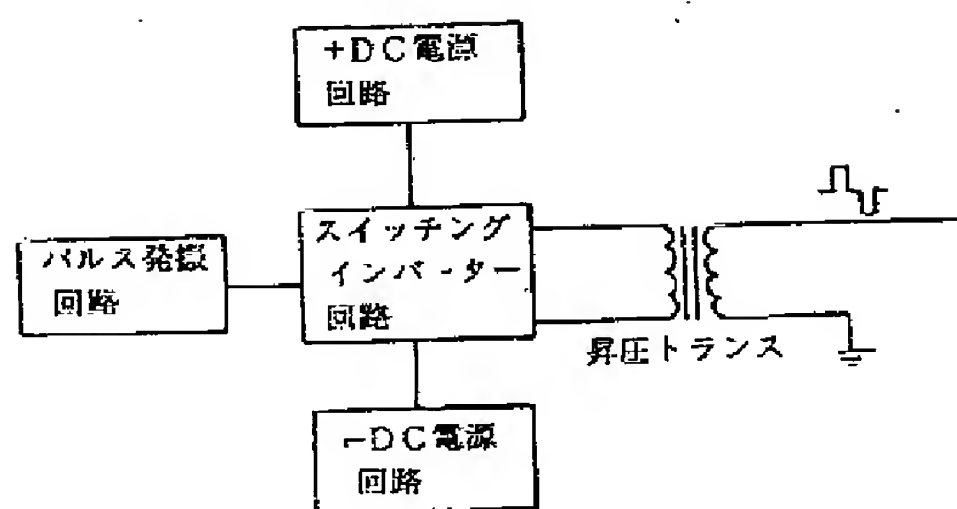 +DC電源
回路
スイッチング
インバーター
回路
パルス発振
回路
昇圧トランス
-DC電源
回路